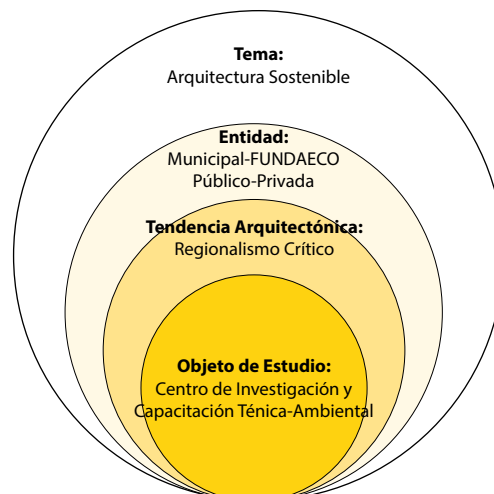 Tema:
Arquitectura Sostenible
Entidad:
Municipal-FUNDAECO
Público-Privada
Tendencia Arquitectónica:
Regionalismo Crítico
Objeto de Estudio:
Centro de Investigación y
Capacitación Ténica-Ambiental